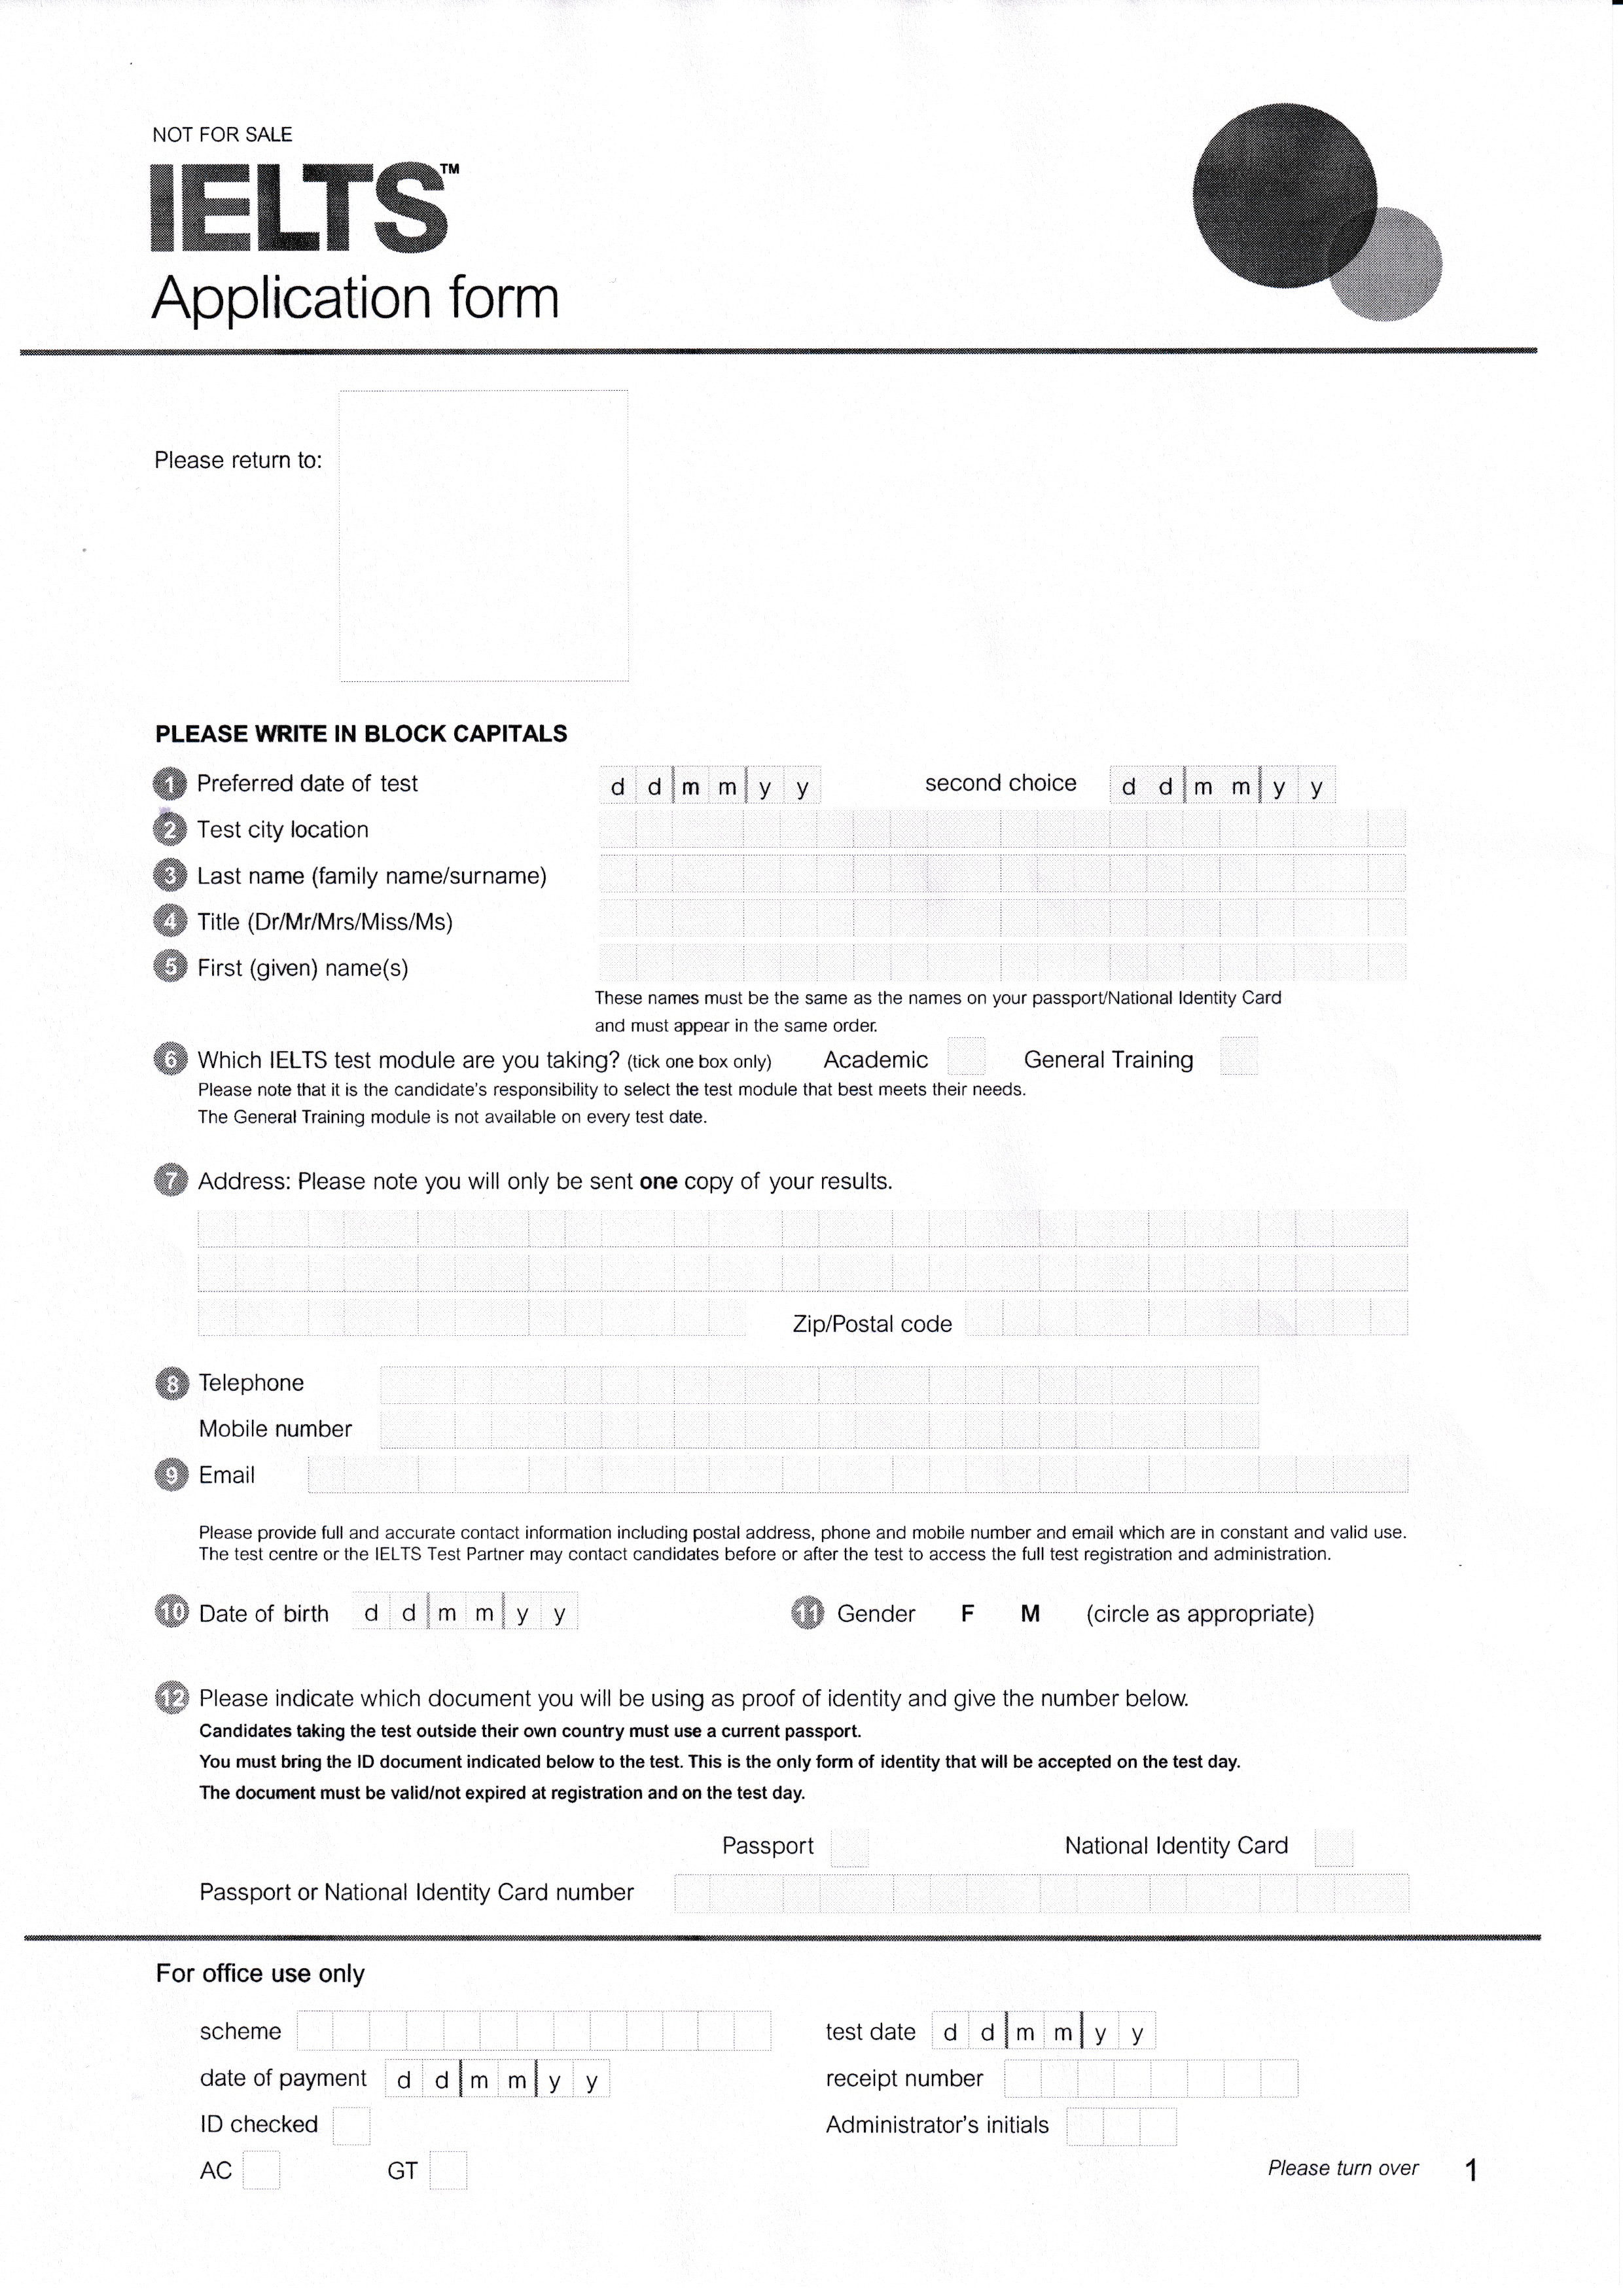 NOT FOR SALE
IELTS™
Application form
Please return to:
PLEASE WRITE IN BLOCK CAPITALS
1 Preferred date of test d d m m y y second choice d d m m y y
2 Test city location
3 Last name (family name/surname)
4 Title (Dr/Mr/Mrs/Miss/Ms)
5 First (given) name(s)
These names must be the same as the names on your passport/National Identity Card
and must appear in the same order.
6 Which IELTS test module are you taking? (tick one box only) Academic General Training
Please note that it is the candidate's responsibility to select the test module that best meets their needs.
The General Training module is not available on every test date.
7 Address: Please note you will only be sent one copy of your results.
Zip/Postal code
8 Telephone
Mobile number
9 Email
Please provide full and accurate contact information including postal address, phone and mobile number and email which are in constant and valid use.
The test centre or the IELTS Test Partner may contact candidates before or after the test to access the full test registration and administration.
10 Date of birth d d m m y y 11 Gender F M (circle as appropriate)
12 Please indicate which document you will be using as proof of identity and give the number below.
Candidates taking the test outside their own country must use a current passport.
You must bring the ID document indicated below to the test. This is the only form of identity that will be accepted on the test day.
The document must be valid/not expired at registration and on the test day.
Passport National Identity Card
Passport or National Identity Card number
For office use only
scheme test date d d m m y y
date of payment d d m m y y receipt number
ID checked Administrator's initials
AC GT Please turn over 1